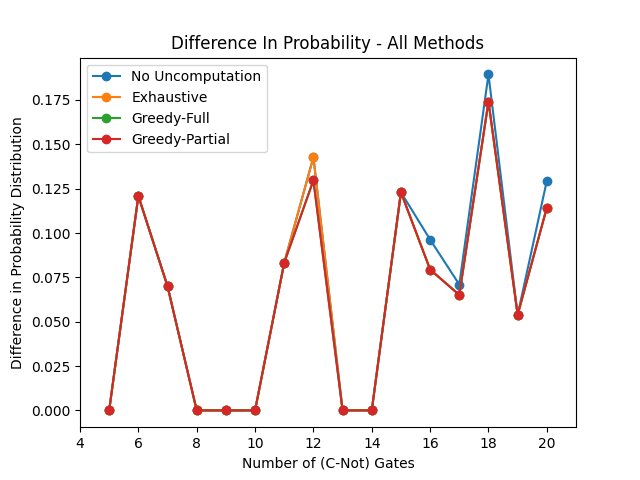 Difference In Probability - All Methods
No Uncomputation
Exhaustive
Greedy-Full
Greedy-Partial
Difference in Probability Distribution
0.175
0.150
0.125
0.100
0.075
0.050
0.025
0.000
4 6 8 10 12 14 16 18 20
Number of (C-Not) Gates